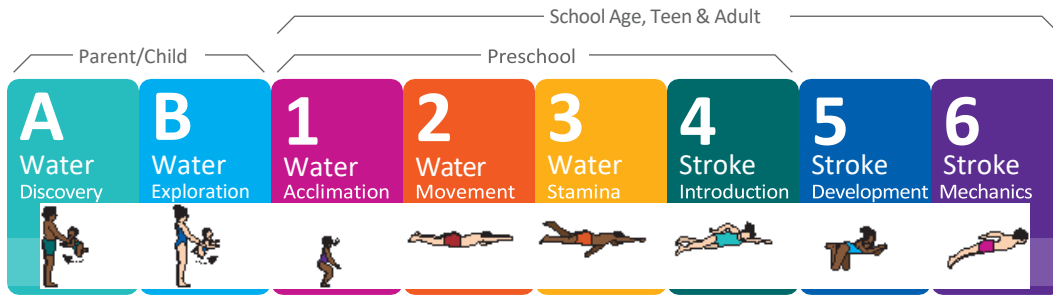 School Age, Teen & Adult
Parent/Child
Preschool
A
Water
Discovery
B
Water
Exploration
1
Water
Acclimation
2
Water
Movement
3
Water
Stamina
4
Stroke
Introduction
5
Stroke
Development
6
Stroke
Mechanics